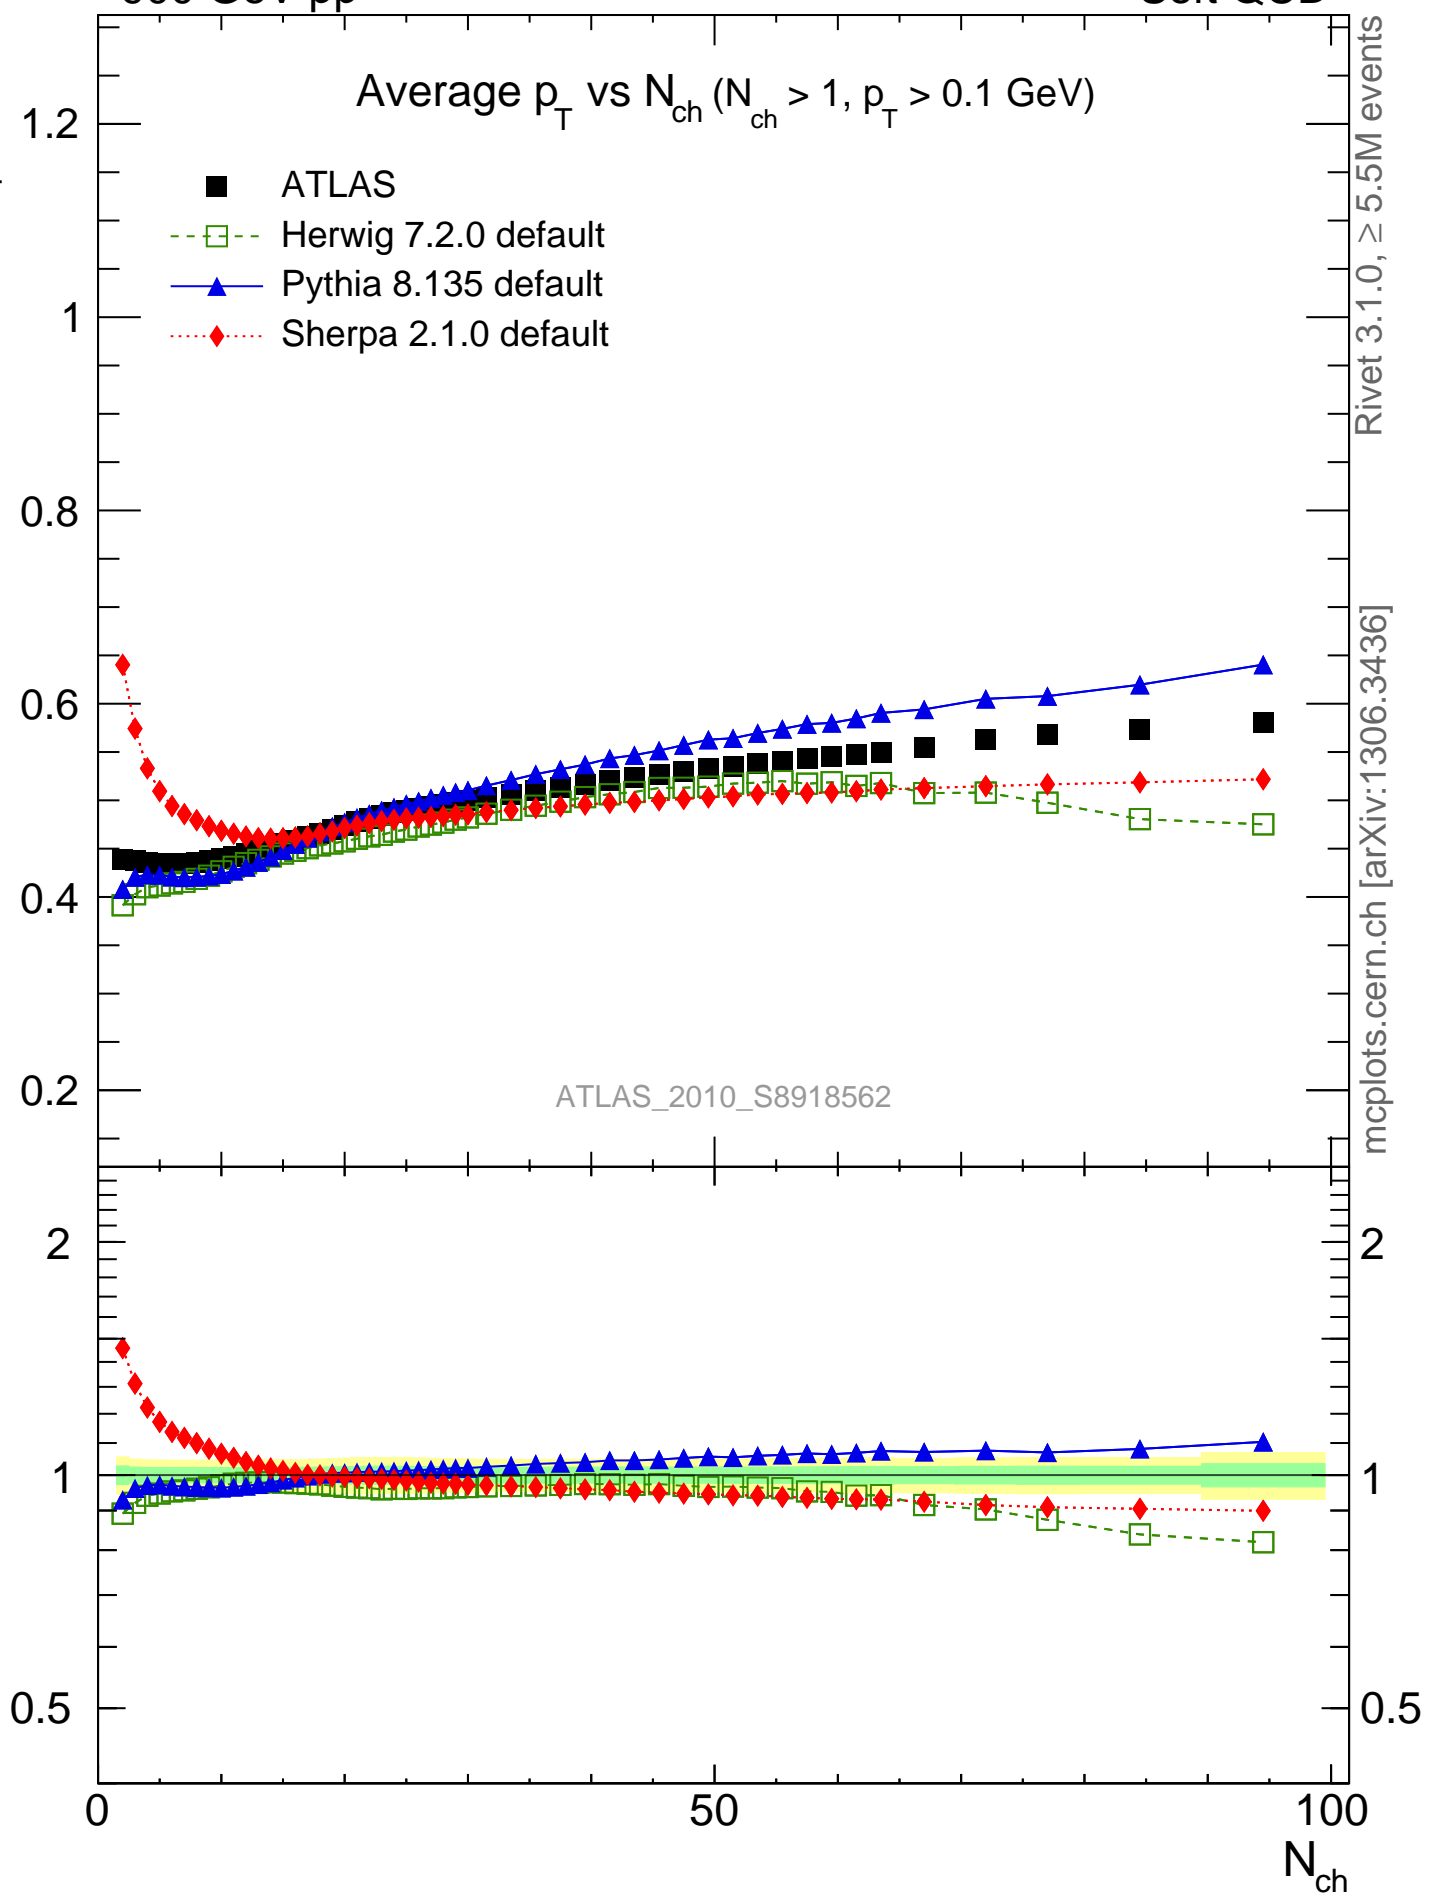 Average p_T vs N_ch (N_ch > 1, p_T > 0.1 GeV)
ATLAS
Herwig 7.2.0 default
Pythia 8.135 default
Sherpa 2.1.0 default
1.2
1
0.8
0.6
0.4
0.2
ATLAS_2010_S8918562
Rivet 3.1.0, ≥ 5.5M events
mcplots.cern.ch [arXiv:1306.3436]
2
1
0.5
2
1
0.5
0
50
100
N_ch